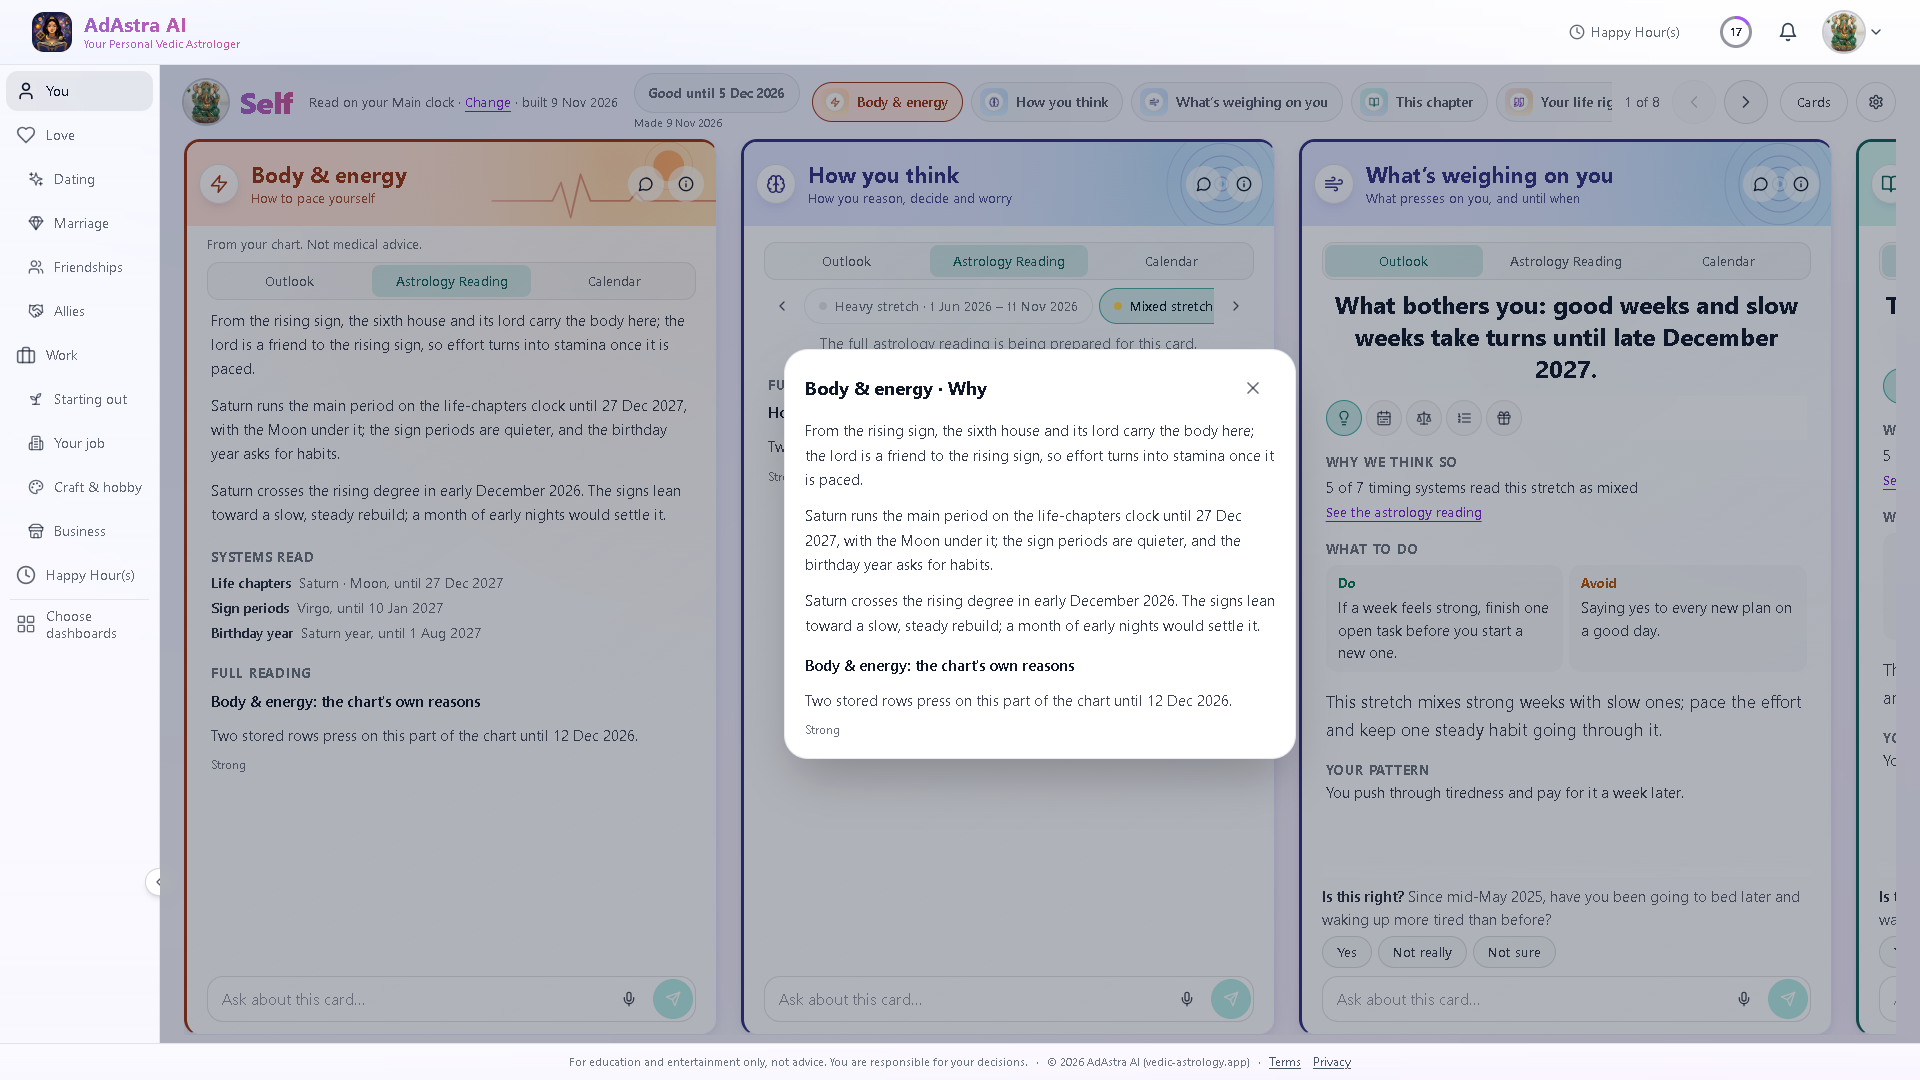 AdAstra AI
Your Personal Vedic Astrologer
Happy Hour(s)
17
You
Love
Dating
Marriage
Friendships
Allies
Work
Starting out
Your job
Craft & hobby
Business
Happy Hour(s)
Choose
dashboards
Self
Read on your Main clock · Change · built 9 Nov 2026
Good until 5 Dec 2026
Made 9 Nov 2026
Body & energy
How you think
What's weighing on you
This chapter
Your life rig
1 of 8
Cards
Body & energy
How to pace yourself
From your chart. Not medical advice.
Outlook
Astrology Reading
Calendar
From the rising sign, the sixth house and its lord carry the body here; the
lord is a friend to the rising sign, so effort turns into stamina once it is
paced.
Saturn runs the main period on the life-chapters clock until 27 Dec 2027,
with the Moon under it; the sign periods are quieter, and the birthday
year asks for habits.
Saturn crosses the rising degree in early December 2026. The signs lean
toward a slow, steady rebuild; a month of early nights would settle it.
SYSTEMS READ
Life chapters Saturn · Moon, until 27 Dec 2027
Sign periods Virgo, until 10 Jan 2027
Birthday year Saturn year, until 1 Aug 2027
FULL READING
Body & energy: the chart's own reasons
Two stored rows press on this part of the chart until 12 Dec 2026.
Strong
Ask about this card...
How you think
How you reason, decide and worry
Outlook
Astrology Reading
Calendar
Heavy stretch · 1 Jun 2026 – 11 Nov 2026
Mixed stretch
The full astrology reading is being prepared for this card.
FU
Ho
Tw
Stro
Ask about this card...
Body & energy · Why
From the rising sign, the sixth house and its lord carry the body here;
the lord is a friend to the rising sign, so effort turns into stamina once it
is paced.
Saturn runs the main period on the life-chapters clock until 27 Dec
2027, with the Moon under it; the sign periods are quieter, and the
birthday year asks for habits.
Saturn crosses the rising degree in early December 2026. The signs lean
toward a slow, steady rebuild; a month of early nights would settle it.
Body & energy: the chart's own reasons
Two stored rows press on this part of the chart until 12 Dec 2026.
Strong
What's weighing on you
What presses on you, and until when
Outlook
Astrology Reading
Calendar
What bothers you: good weeks and slow
weeks take turns until late December
2027.
WHY WE THINK SO
5 of 7 timing systems read this stretch as mixed
See the astrology reading
WHAT TO DO
Do
If a week feels strong, finish one
open task before you start a
new one.
Avoid
Saying yes to every new plan on
a good day.
This stretch mixes strong weeks with slow ones; pace the effort
and keep one steady habit going through it.
YOUR PATTERN
You push through tiredness and pay for it a week later.
Is this right? Since mid-May 2025, have you been going to bed later and
waking up more tired than before?
Yes
Not really
Not sure
Ask about this card...
For education and entertainment only, not advice. You are responsible for your decisions. · © 2026 AdAstra AI (vedic-astrology.app) · Terms Privacy